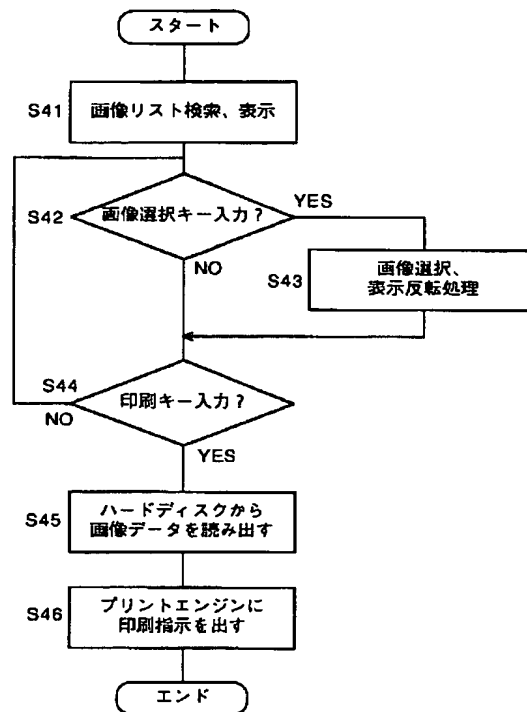 スタート
S41
画像リスト検索、表示
S42
画像選択キー入力？
YES
NO
S43
画像選択、
表示反転処理
S44
印刷キー入力？
NO
YES
S45
ハードディスクから
画像データを読み出す
S46
プリントエンジンに
印刷指示を出す
エンド